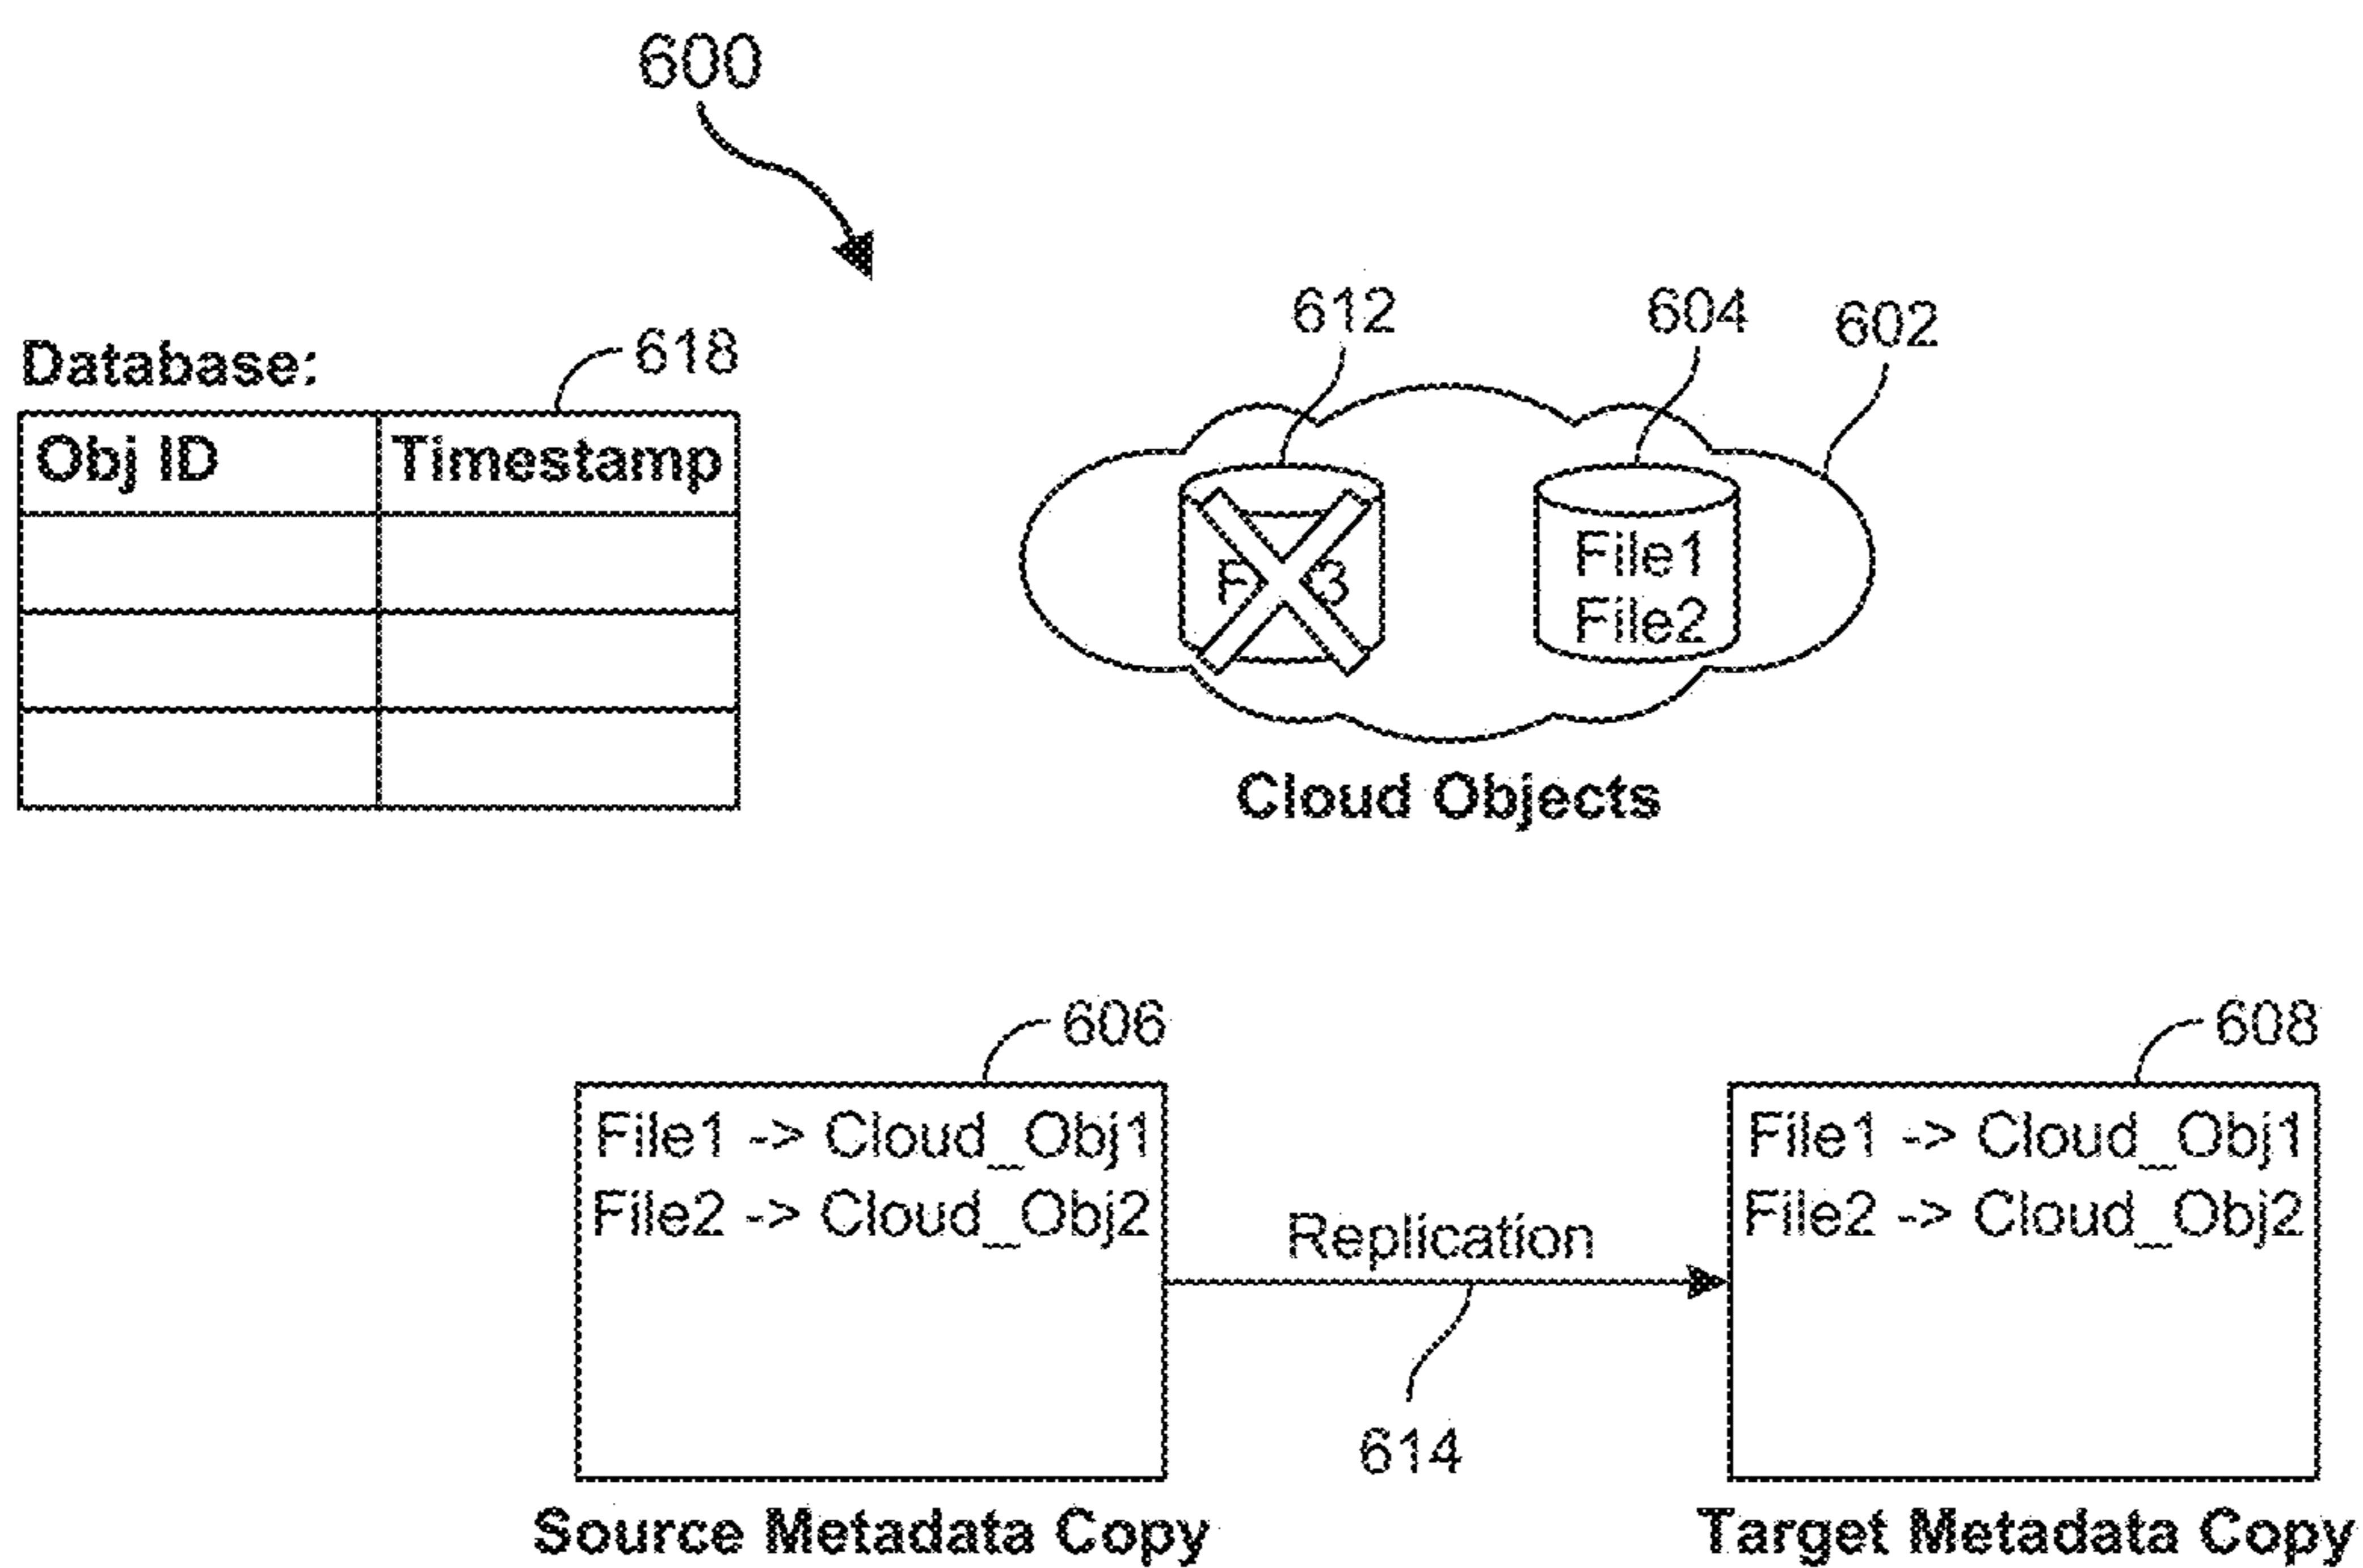 600
Database:
618
Obj ID
Timestamp
612
604
602
File1
File2
Cloud Objects
606
File1 -> Cloud_Obj1
File2 -> Cloud_Obj2
Source Metadata Copy
Replication
614
608
File1 -> Cloud_Obj1
File2 -> Cloud_Obj2
Target Metadata Copy